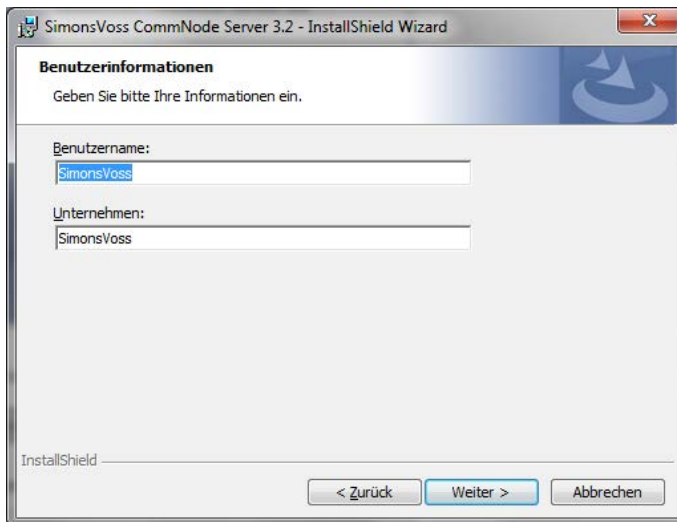 SimonsVoss CommNode Server 3.2 - InstallShield Wizard
Benutzerinformationen
Geben Sie bitte Ihre Informationen ein.
Benutzername:
SimonsVoss
Unternehmen:
SimonsVoss
InstallShield
< Zurück Weiter > Abbrechen